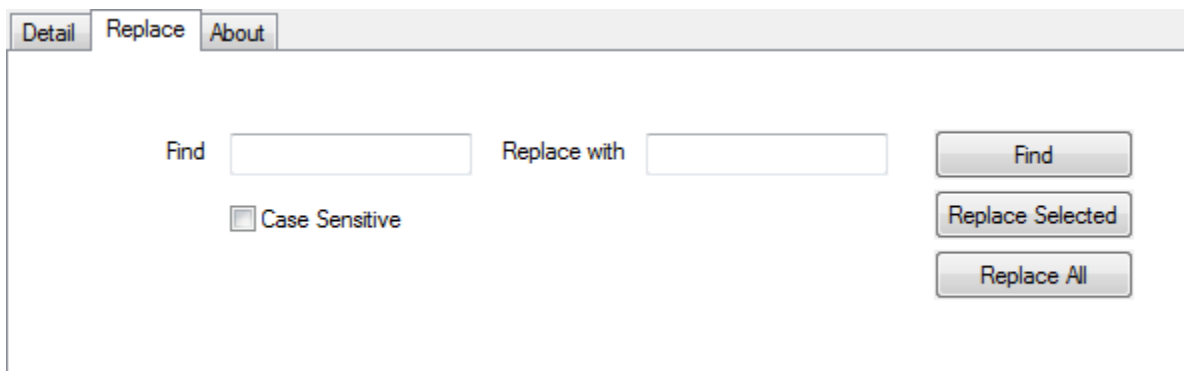 Detail Replace About
Find Replace with Find
Case Sensitive Replace Selected
Replace All